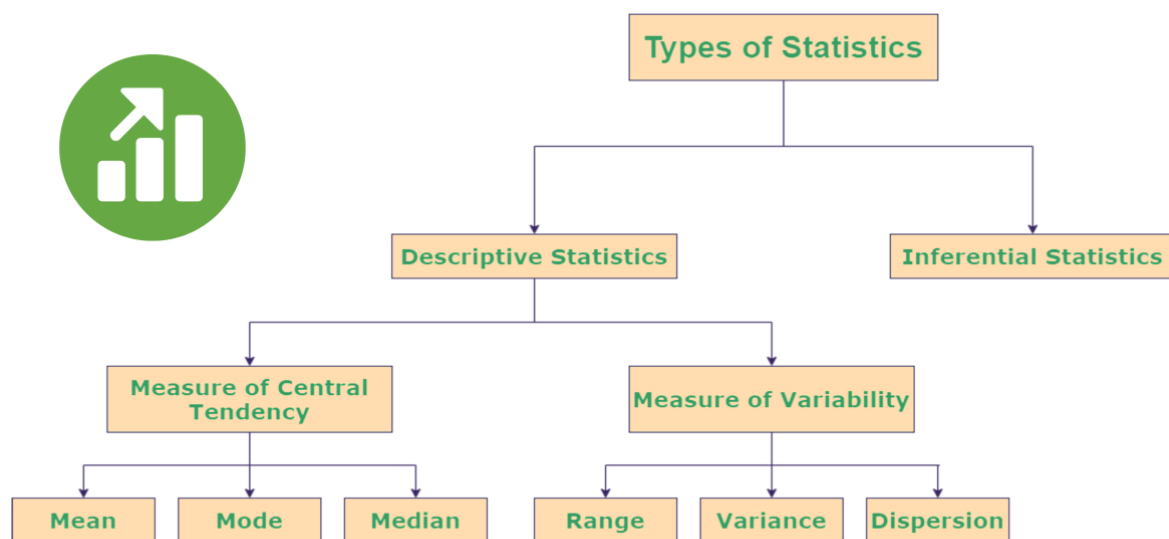 Types of Statistics
Descriptive Statistics
Inferential Statistics
Measure of Central
Tendency
Measure of Variability
Mean
Mode
Median
Range
Variance
Dispersion